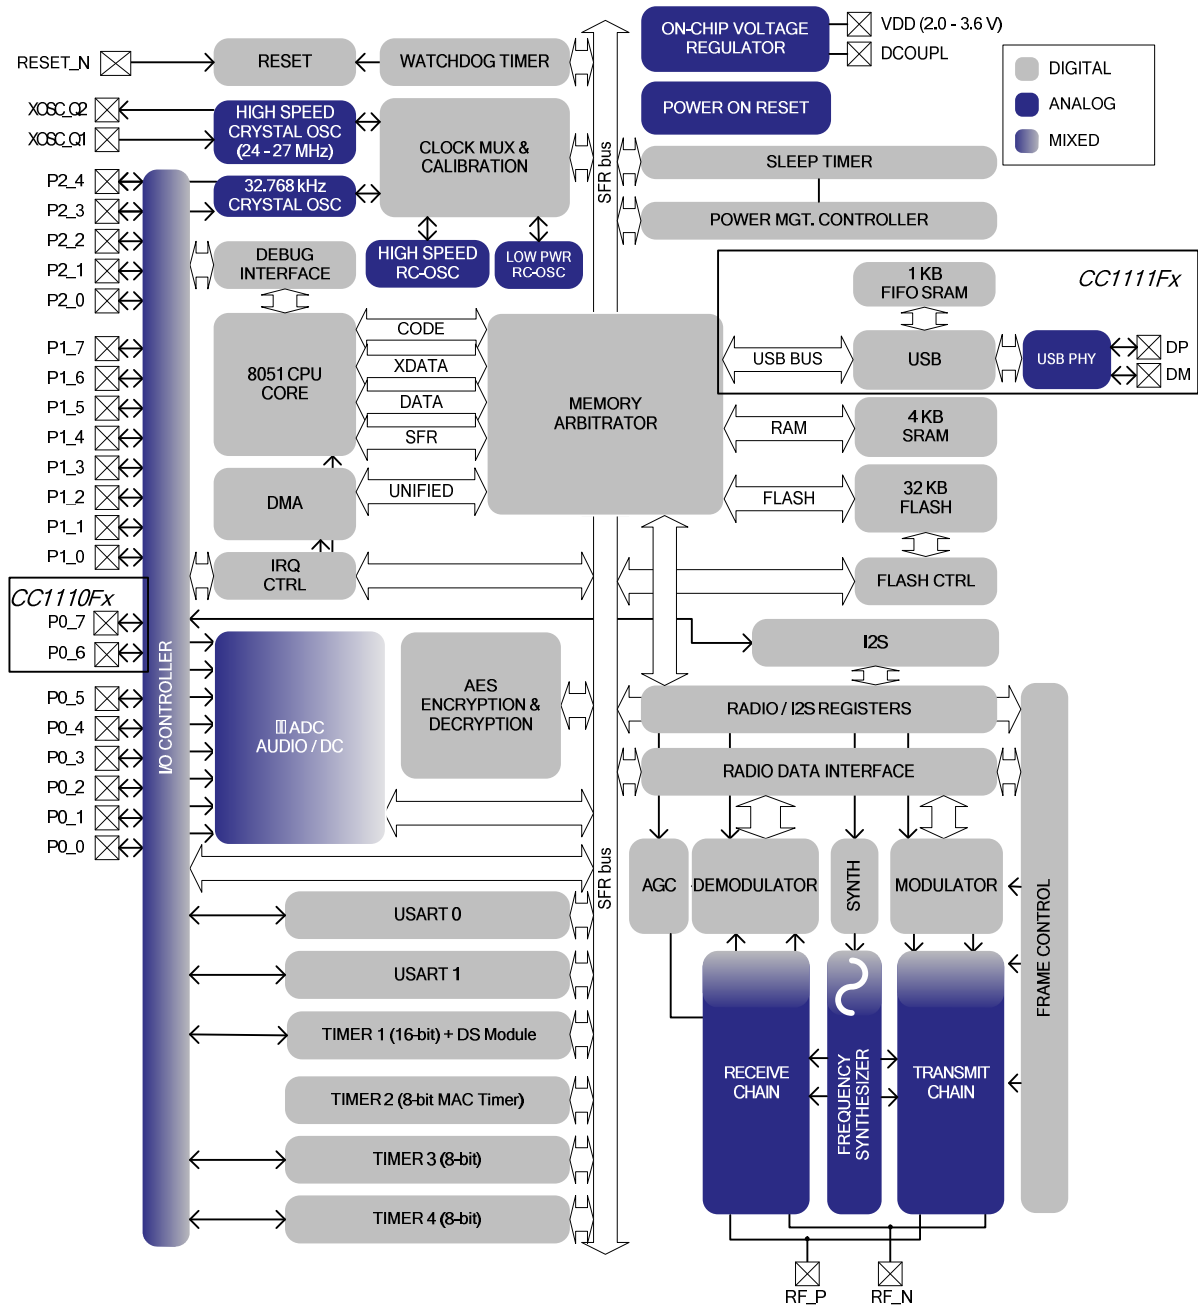 RESET_N
XOSC_Q2
XOSC_Q1
P2_4
P2_3
P2_2
P2_1
P2_0
P1_7
P1_6
P1_5
P1_4
P1_3
P1_2
P1_1
P1_0
CC1110Fx
P0_7
P0_6
P0_5
P0_4
P0_3
P0_2
P0_1
P0_0
I/O CONTROLLER
RESET
WATCHDOG TIMER
HIGH SPEED
CRYSTAL OSC
(24 - 27 MHz)
CLOCK MUX &
CALIBRATION
32.768 kHz
CRYSTAL OSC
DEBUG
INTERFACE
HIGH SPEED
RC-OSC
LOW PWR
RC-OSC
8051 CPU
CORE
CODE
XDATA
DATA
SFR
DMA
UNIFIED
IRQ
CTRL
MEMORY
ARBITRATOR
ADC
AUDIO / DC
AES
ENCRYPTION &
DECRYPTION
USART 0
USART 1
TIMER 1 (16-bit) + DS Module
TIMER 2 (8-bit MAC Timer)
TIMER 3 (8-bit)
TIMER 4 (8-bit)
SFR bus
SFR bus
ON-CHIP VOLTAGE
REGULATOR
VDD (2.0 - 3.6 V)
DCOUPL
POWER ON RESET
DIGITAL
ANALOG
MIXED
SLEEP TIMER
POWER MGT. CONTROLLER
CC1111Fx
1 KB
FIFO SRAM
USB BUS
USB
USB PHY
DP
DM
RAM
4 KB
SRAM
FLASH
32 KB
FLASH
FLASH CTRL
I2S
RADIO / I2S REGISTERS
RADIO DATA INTERFACE
AGC
DEMODULATOR
SYNTH
MODULATOR
FRAME CONTROL
RECEIVE
CHAIN
FREQUENCY
SYNTHESIZER
TRANSMIT
CHAIN
RF_P
RF_N